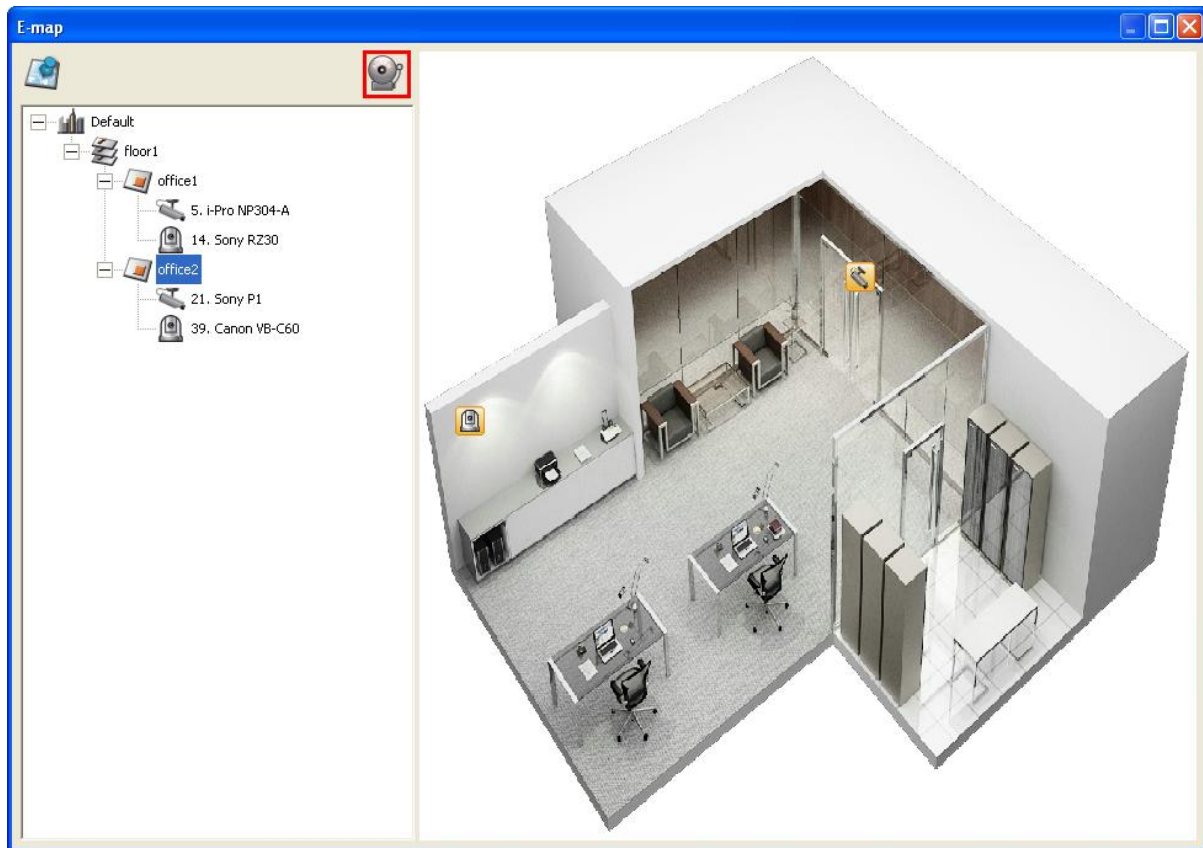 E-map
Default
floor1
office1
5. i-Pro NP304-A
14. Sony RZ30
office2
21. Sony P1
39. Canon VB-C60